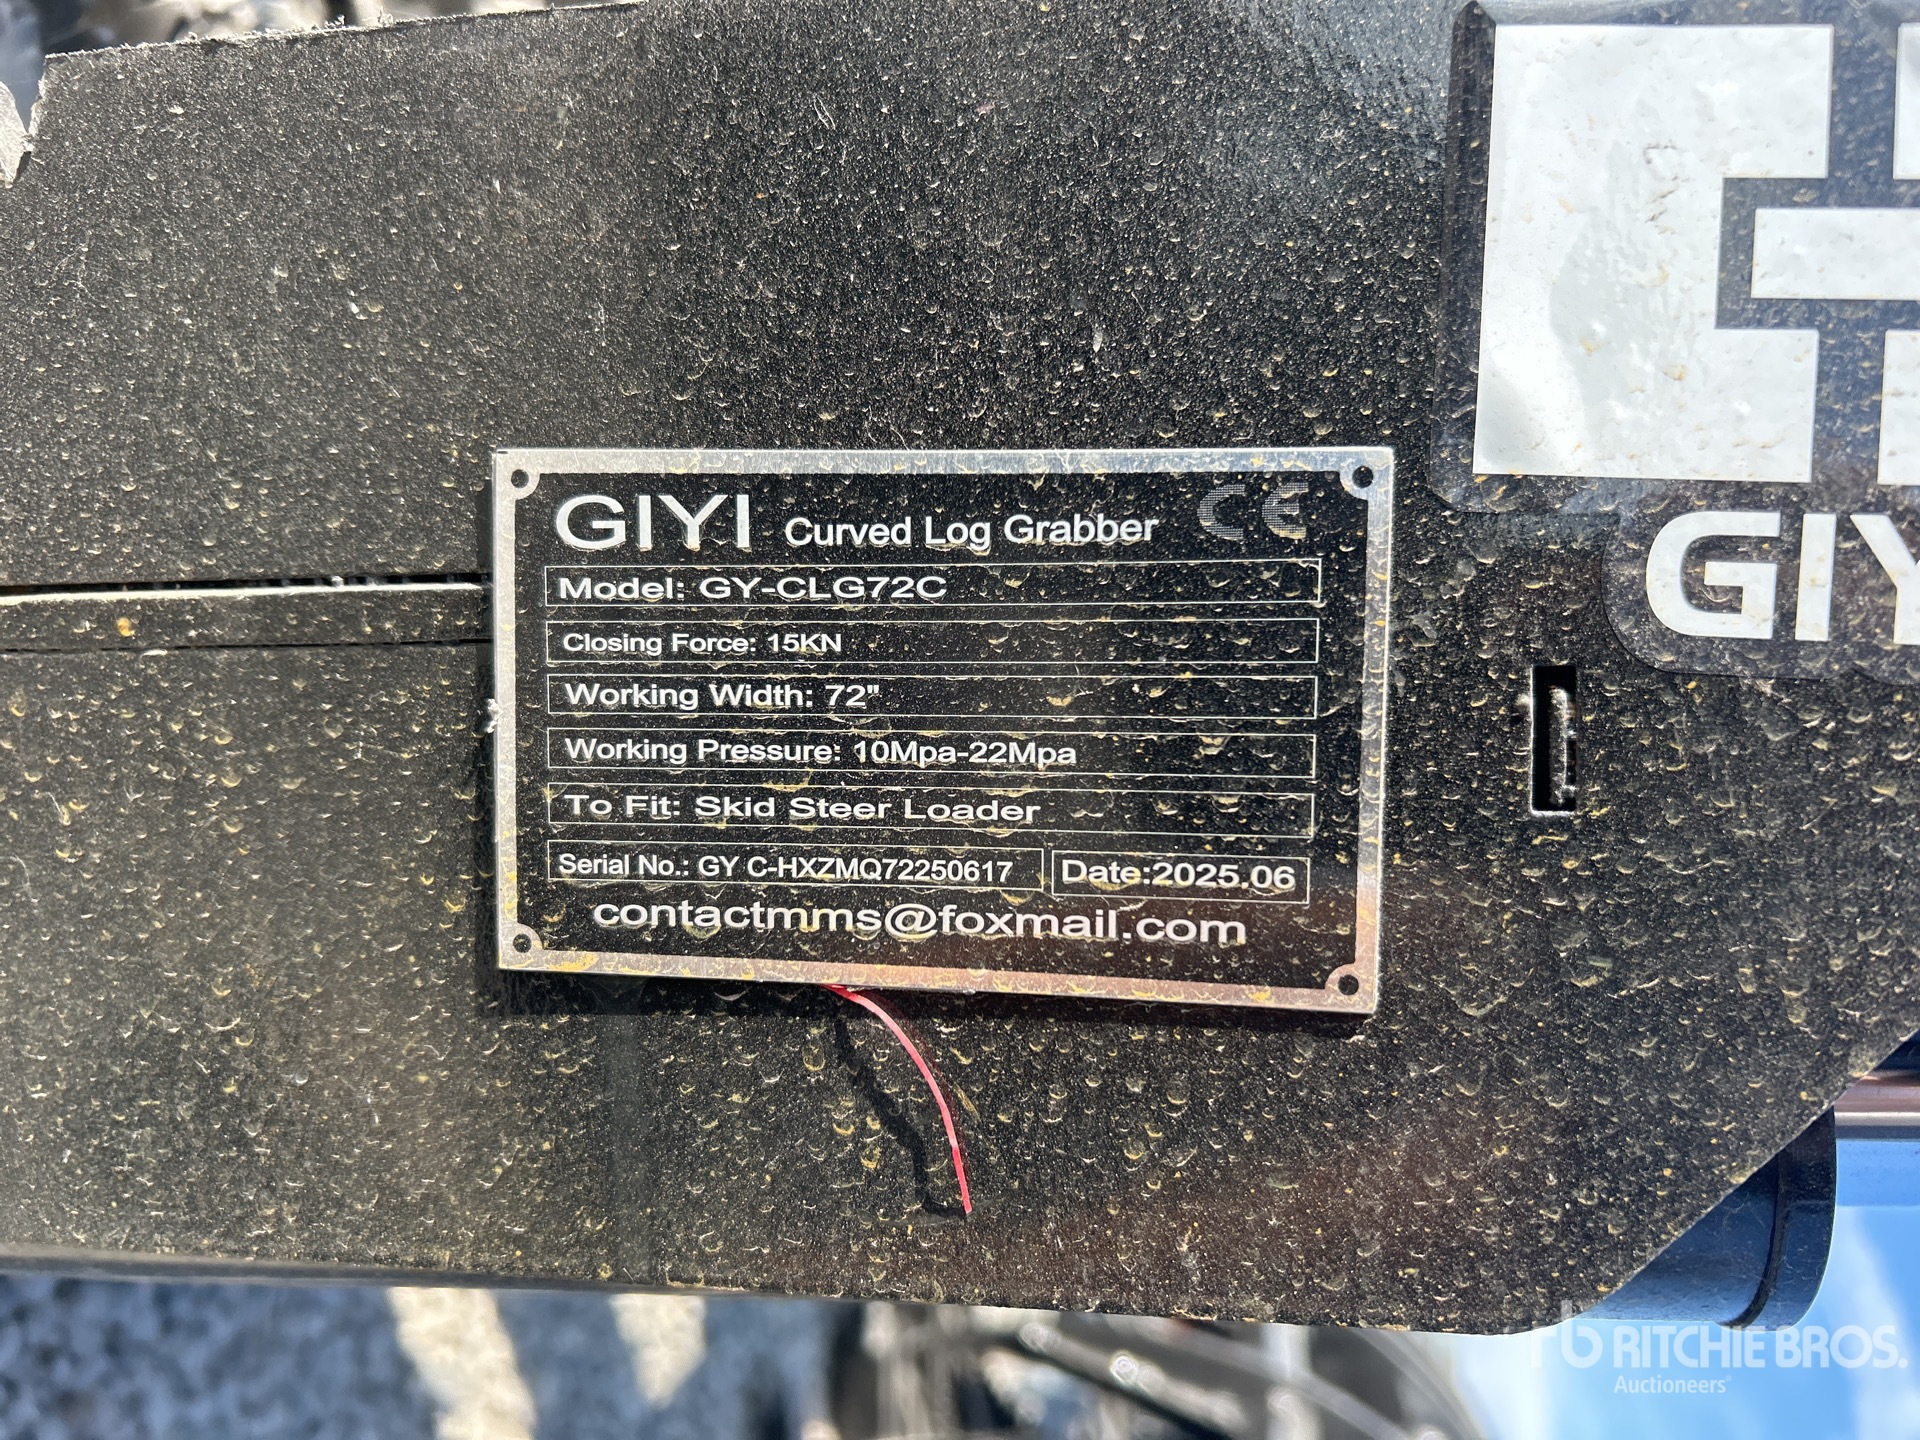 GIYI Curved Log Grabber CE
Model: GY-CLG72C
Closing Force: 15KN
Working Width: 72"
Working Pressure: 10Mpa-22Mpa
To Fit: Skid Steer Loader
Serial No.: GY C-HXZMQ72250617 Date:2025.06
contactmms@foxmail.com
GIY
RITCHIE BROS.
Auctioneers